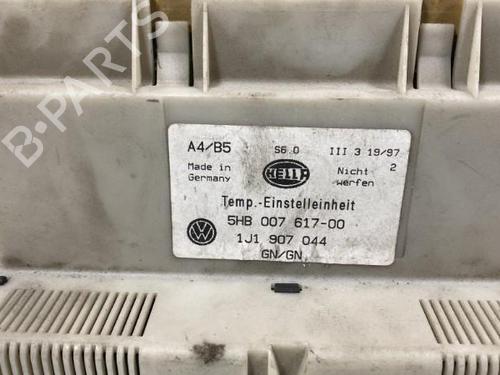 B-PARTS
A4/B5 S6.0 III 3 19/97
Made in Germany HELLA Nicht werfen 2
Temp.-Einstelleinheit
VW 5HB 007 617-00
1J1 907 044
GN/GN